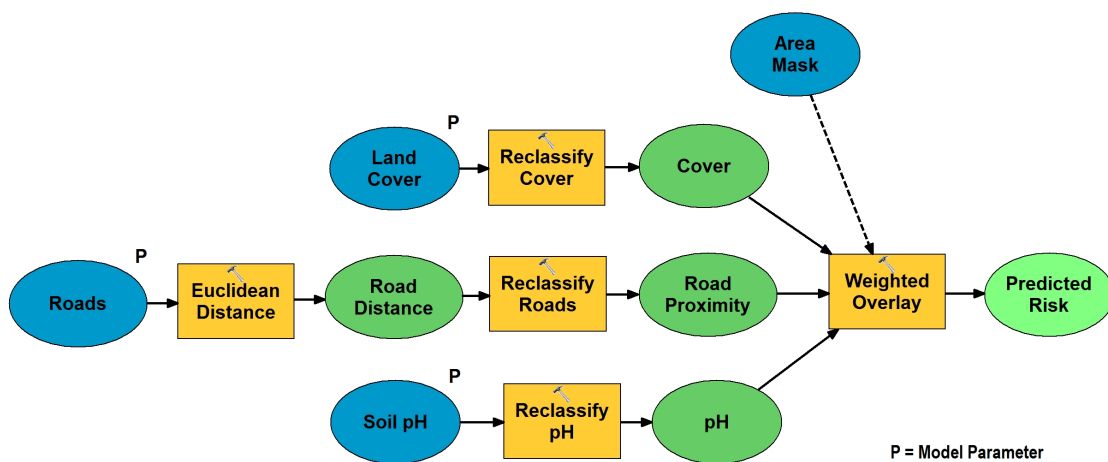 Area
Mask
P
Land
Cover
Reclassify
Cover
Cover
P
Roads
Euclidean
Distance
Road
Distance
Reclassify
Roads
Road
Proximity
Weighted
Overlay
Predicted
Risk
P
Soil pH
Reclassify
pH
pH
P = Model Parameter